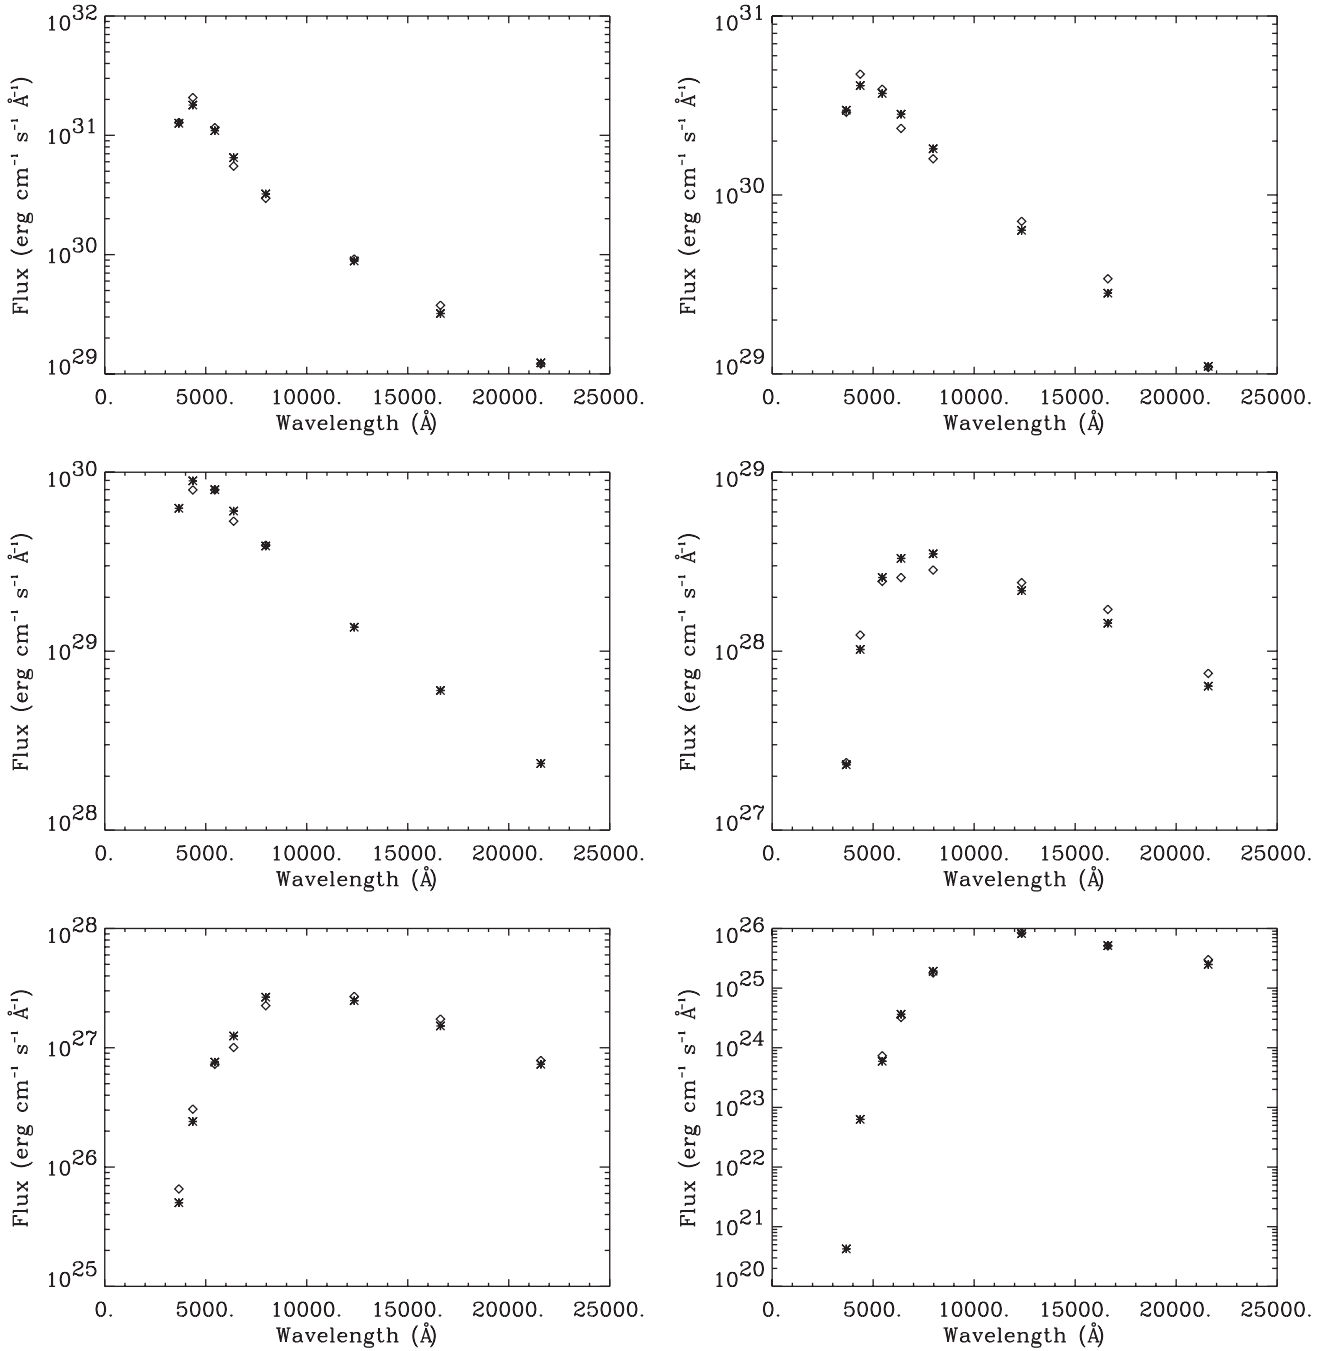 10^32
10^31
10^30
10^29
Flux (erg cm^-1 s^-1 Å^-1)
0. 5000. 10000. 15000. 20000. 25000.
Wavelength (Å)
10^31
10^30
10^29
Flux (erg cm^-1 s^-1 Å^-1)
0. 5000. 10000. 15000. 20000. 25000.
Wavelength (Å)
10^30
10^29
10^28
Flux (erg cm^-1 s^-1 Å^-1)
0. 5000. 10000. 15000. 20000. 25000.
Wavelength (Å)
10^29
10^28
10^27
Flux (erg cm^-1 s^-1 Å^-1)
0. 5000. 10000. 15000. 20000. 25000.
Wavelength (Å)
10^28
10^27
10^26
10^25
Flux (erg cm^-1 s^-1 Å^-1)
0. 5000. 10000. 15000. 20000. 25000.
Wavelength (Å)
10^26
10^25
10^24
10^23
10^22
10^21
10^20
Flux (erg cm^-1 s^-1 Å^-1)
0. 5000. 10000. 15000. 20000. 25000.
Wavelength (Å)